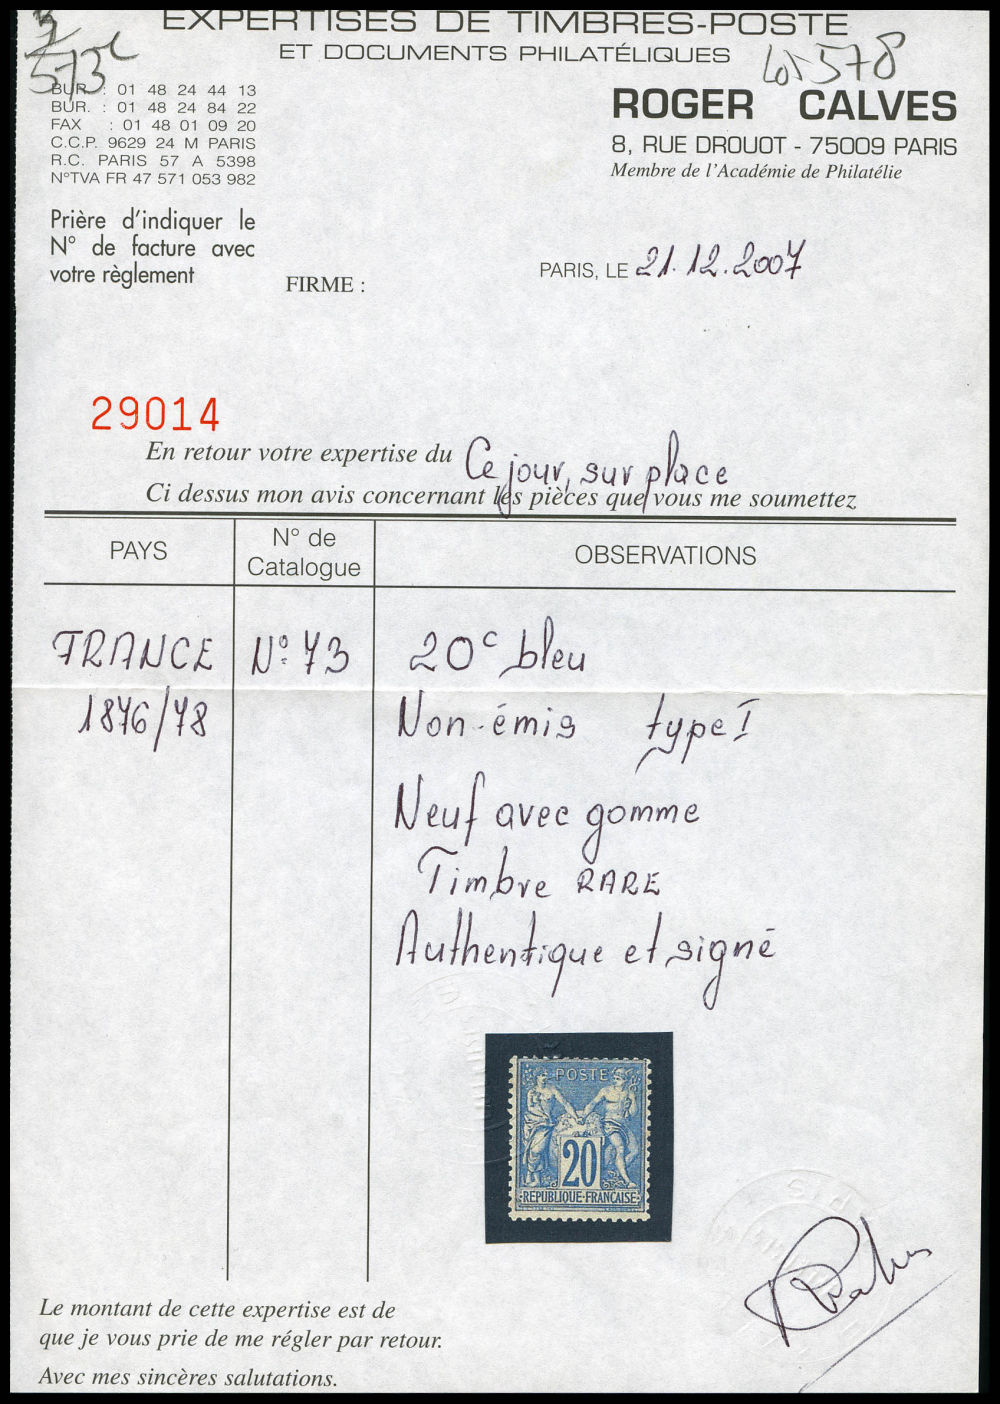 EXPERTISES DE TIMBRES-POSTE
ET DOCUMENTS PHILATÉLIQUES
573c
lot 578
BUR. : 01 48 24 44 13
BUR. : 01 48 24 84 22
FAX : 01 48 01 09 20
C.C.P. 9629 24 M PARIS
R.C. PARIS 57 A 5398
N°TVA FR 47 571 053 982
ROGER CALVES
8, RUE DROUOT - 75009 PARIS
Membre de l'Académie de Philatélie
Prière d'indiquer le
N° de facture avec
votre règlement
FIRME :
PARIS, LE 21.12.2007
29014
En retour votre expertise du Ce jour, sur place
Ci dessus mon avis concernant les pièces que vous me soumettez
PAYS
N° de
Catalogue
OBSERVATIONS
FRANCE N° 73 20c bleu
1876/78 Non-émis type I
Neuf avec gomme
Timbre RARE
Authentique et signé
POSTE
20
REPUBLIQUE-FRANÇAISE
Le montant de cette expertise est de
que je vous prie de me régler par retour.
Avec mes sincères salutations.